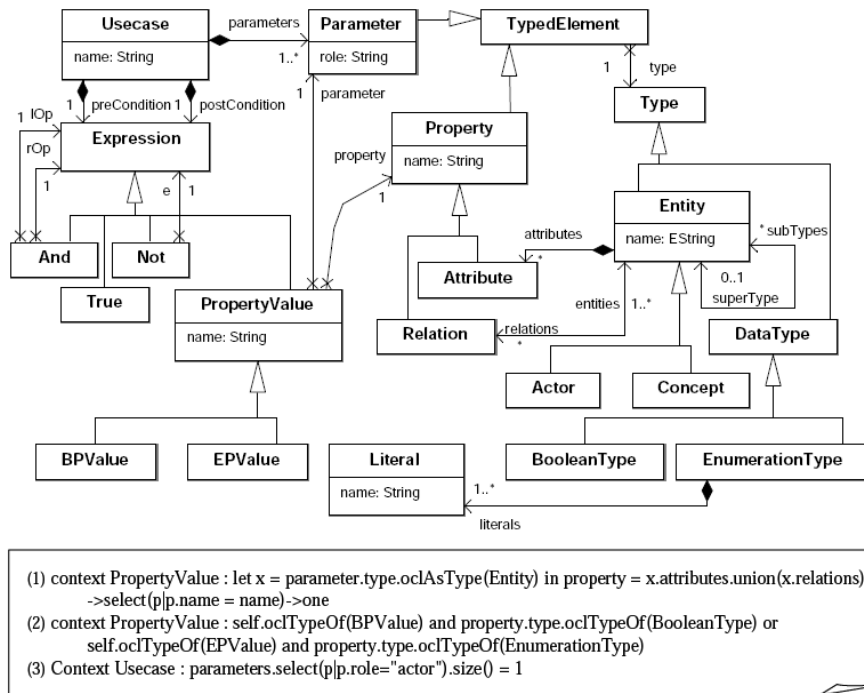 Usecase
name: String
parameters
1..*
Parameter
role: String
TypedElement
1
type
Type
1
preCondition
1
postCondition
1
parameter
1 lOp
rOp
1
Expression
e
1
property
1
Property
name: String
Entity
name: EString
* subTypes
0..1
superType
attributes
*
And
Not
True
PropertyValue
name: String
Attribute
Relation
relations
*
entities
1..*
DataType
Actor
Concept
BPValue
EPValue
Literal
name: String
1..*
literals
BooleanType
EnumerationType
(1) context PropertyValue : let x = parameter.type.oclAsType(Entity) in property = x.attributes.union(x.relations)
->select(p|p.name = name)->one
(2) context PropertyValue : self.oclTypeOf(BPValue) and property.type.oclTypeOf(BooleanType) or
self.oclTypeOf(EPValue) and property.type.oclTypeOf(EnumerationType)
(3) Context Usecase : parameters.select(p|p.role="actor").size() = 1